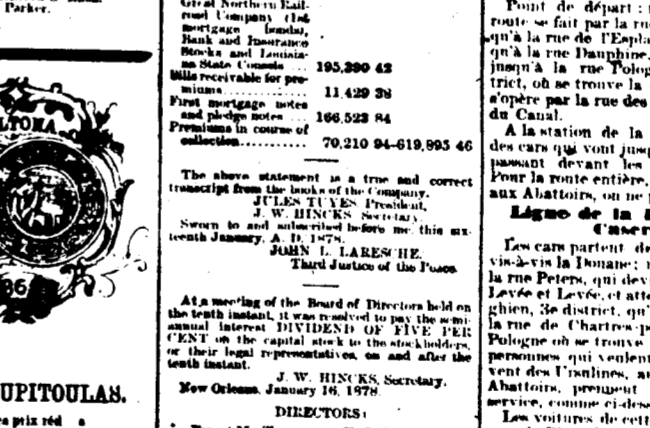 Parker.
LTONA.
86
UPITOULAS.
Great Northern Rail-
road Company (1st
mortgage bonds),
Bank and Insurance
Stocks and Louisia-
na State Consols ... 195,390 42
Bills receivable for pre-
miums ............ 11,429 38
First mortgage notes
and pledge notes ... 166,523 84
Premiums in course of
collection........... 70,210 94—619,895 46
The above statement is a true and correct
transcript from the books of the Company.
JULES TUYES President,
J. W. HINCKS Secretary.
Sworn to and subscribed before me, this six-
teenth January, A. D. 1878.
JOHN L. LARESCHE,
Third Justice of the Peace.
At a meeting of the Board of Directors held on
the tenth instant, it was resolved to pay the semi-
annual interest DIVIDEND OF FIVE PER
CENT on the capital stock to the stockholders,
or their legal representatives, on and after the
tenth instant.
J. W. HINCKS, Secretary.
New Orleans, January 16, 1878.
DIRECTORS:
Point de départ :
route se fait par la rue
qu'à la rue de l'Espla
qu'à la rue Dauphine,
jusqu'à la rue Polog
trict, où se trouve la
s'opère par la rue des
du Canal.
A la station de la
des cars qui vont jusq
passant devant les
Pour la route entière,
aux Abattoirs, on ne p
Ligne de la
Caser
Les cars partent de
vis-à-vis la Douane;
la rue Peters, qui dev
Levée et Levée, et atte
ghien, 3e district, qu'
la rue de Chartres
Pologne où se trouve
personnes qui veulent
vent des Ursulines, a
Abattoirs, prennent
service, comme ci-dess
Les voitures de cett